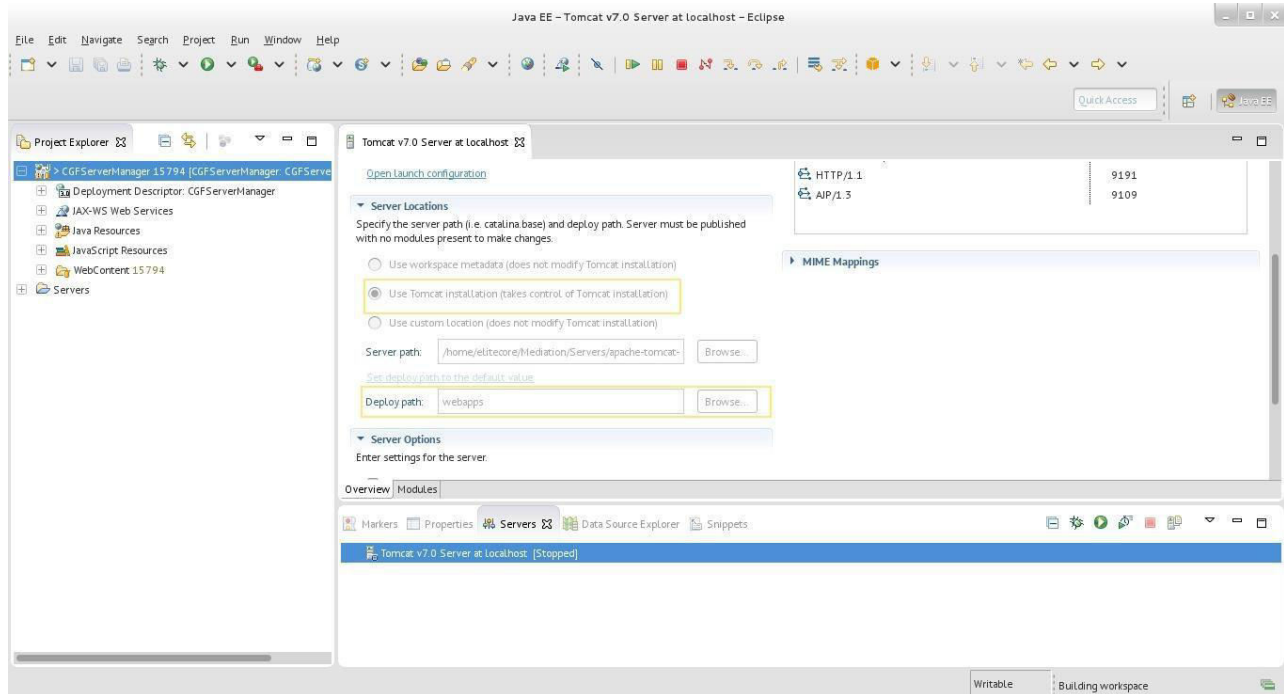 Java EE - Tomcat v7.0 Server at localhost - Eclipse
File Edit Navigate Search Project Run Window Help
Quick Access
Java EE
Project Explorer
> CGFServerManager 15794 [CGFServerManager: CGFServe
Deployment Descriptor: CGFServerManager
JAX-WS Web Services
Java Resources
JavaScript Resources
WebContent 15794
Servers
Tomcat v7.0 Server at localhost
Open launch configuration
Server Locations
Specify the server path (i.e. catalina.base) and deploy path. Server must be published
with no modules present to make changes.
Use workspace metadata (does not modify Tomcat installation)
Use Tomcat installation (takes control of Tomcat installation)
Use custom location (does not modify Tomcat installation)
Server path: /home/elitecore/Mediation/Servers/apache-tomcat- Browse...
Set deploy path to the default value
Deploy path: webapps Browse...
Server Options
Enter settings for the server.
HTTP/1.1 9191
AJP/1.3 9109
MIME Mappings
Overview Modules
Markers Properties Servers Data Source Explorer Snippets
Tomcat v7.0 Server at localhost [Stopped]
Writable Building workspace